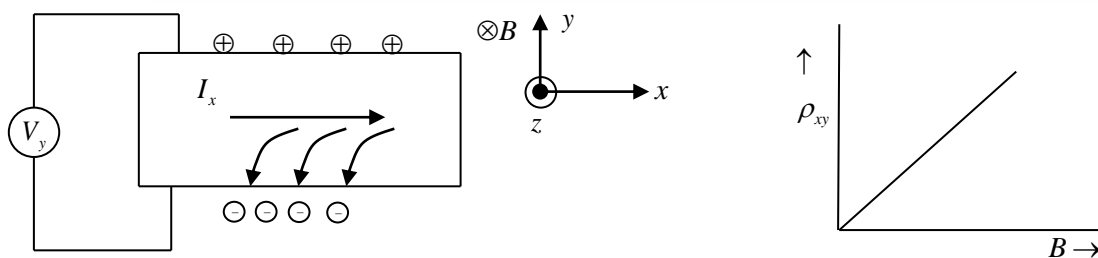 ⊕ ⊕ ⊕ ⊕
⊗B
y
x
z
I_x
V_y
- - - -
↑
ρ_xy
B →